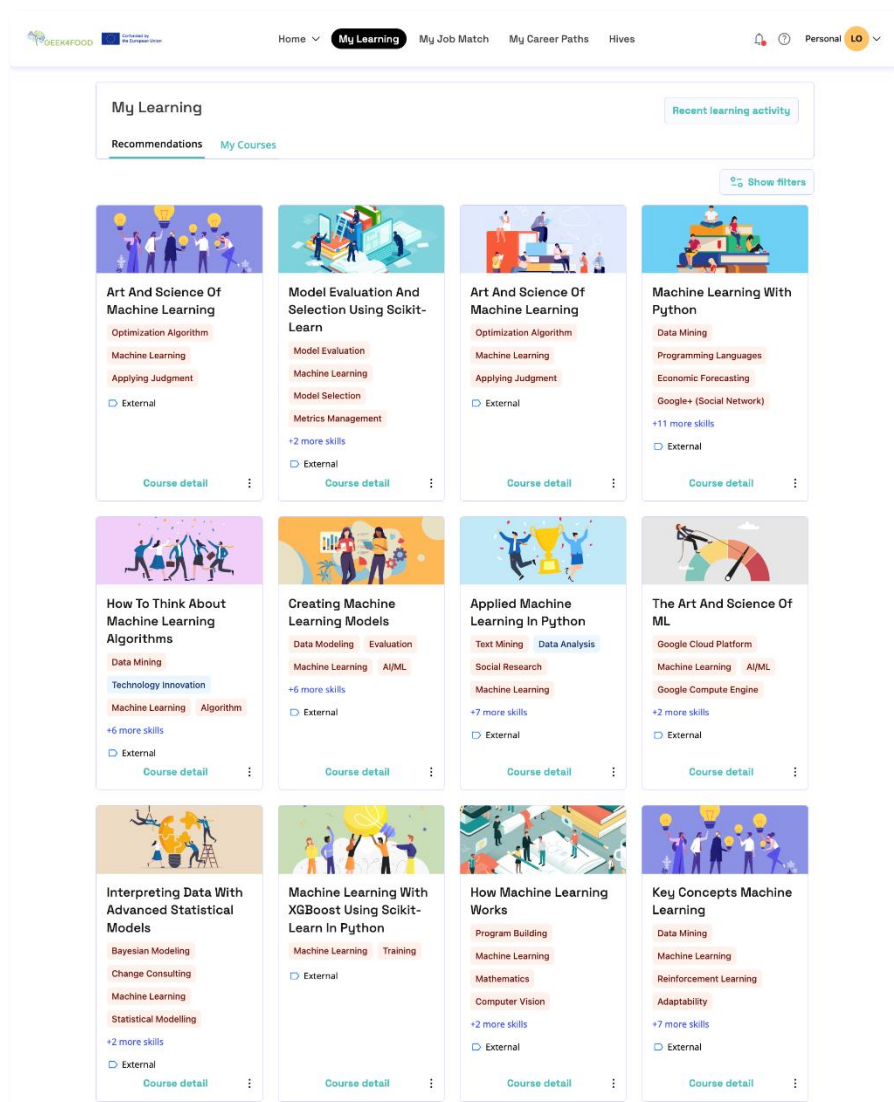 GEEK4FOOD
Co-funded by
the European Union
Home
My Learning
My Job Match
My Career Paths
Hives
Personal
LO
My Learning
Recent learning activity
Recommendations
My Courses
Show filters
Art And Science Of
Machine Learning
Optimization Algorithm
Machine Learning
Applying Judgment
External
Course detail
Model Evaluation And
Selection Using Scikit-
Learn
Model Evaluation
Machine Learning
Model Selection
Metrics Management
+2 more skills
External
Course detail
Art And Science Of
Machine Learning
Optimization Algorithm
Machine Learning
Applying Judgment
External
Course detail
Machine Learning With
Python
Data Mining
Programming Languages
Economic Forecasting
Google+ (Social Network)
+11 more skills
External
Course detail
How To Think About
Machine Learning
Algorithms
Data Mining
Technology Innovation
Machine Learning Algorithm
+6 more skills
External
Course detail
Creating Machine
Learning Models
Data Modeling Evaluation
Machine Learning AI/ML
+6 more skills
External
Course detail
Applied Machine
Learning In Python
Text Mining Data Analysis
Social Research
Machine Learning
+7 more skills
External
Course detail
The Art And Science Of
ML
Google Cloud Platform
Machine Learning AI/ML
Google Compute Engine
+2 more skills
External
Course detail
Interpreting Data With
Advanced Statistical
Models
Bayesian Modeling
Change Consulting
Machine Learning
Statistical Modelling
+2 more skills
External
Course detail
Machine Learning With
XGBoost Using Scikit-
Learn In Python
Machine Learning Training
External
Course detail
How Machine Learning
Works
Program Building
Machine Learning
Mathematics
Computer Vision
+2 more skills
External
Course detail
Key Concepts Machine
Learning
Data Mining
Machine Learning
Reinforcement Learning
Adaptability
+7 more skills
External
Course detail